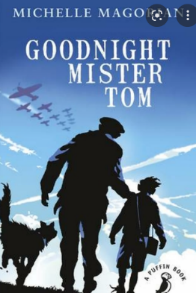 MICHELLE MAGORIAN
GOODNIGHT
MISTER
TOM
A PUFFIN BOOK